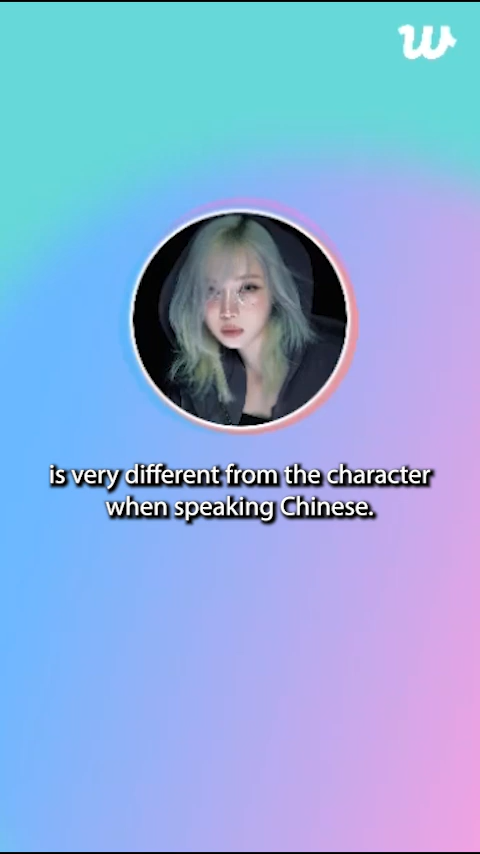 w
is very different from the character
when speaking Chinese.